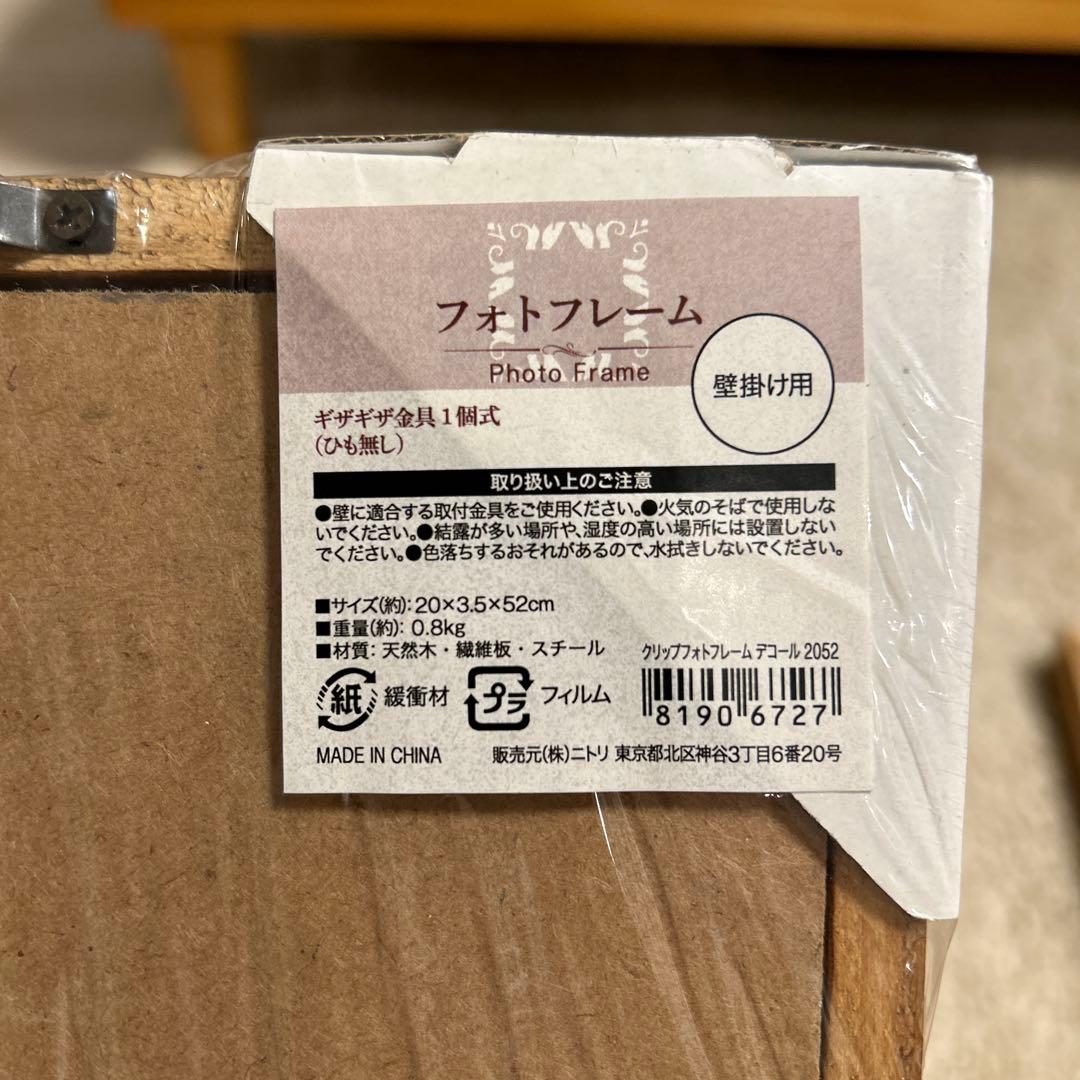 フォトフレーム
Photo Frame
壁掛け用
ギザギザ金具1個式
(ひも無し)
取り扱い上のご注意
●壁に適合する取付金具をご使用ください。●火気のそばで使用しな
いでください。●結露が多い場所や、湿度の高い場所には設置しない
でください。●色落ちするおそれがあるので、水拭きしないでください。
■サイズ(約):20×3.5×52cm
■重量(約): 0.8kg
■材質: 天然木・繊維板・スチール
クリップフォトフレーム デコール 2052
紙 緩衝材 プラ フィルム
8190 6727
MADE IN CHINA 販売元(株)ニトリ 東京都北区神谷3丁目6番20号